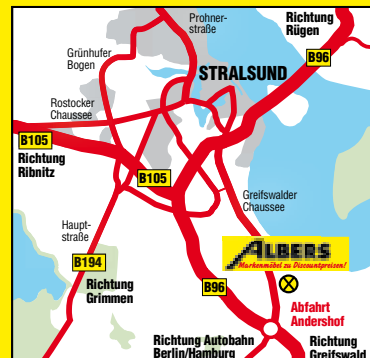 Prohner-
straße
Richtung
Rügen
Grünhufer
Bogen
B96
STRALSUND
Rostocker
Chaussee
B105
Richtung
Ribnitz
B105
Greifswalder
Chaussee
Haupt-
straße
ALBERS
Markenmöbel zu Discountpreisen!
B194
Richtung
Grimmen
B96
Abfahrt
Andershof
Richtung Autobahn
Berlin/Hamburg
Richtung
Greifswald